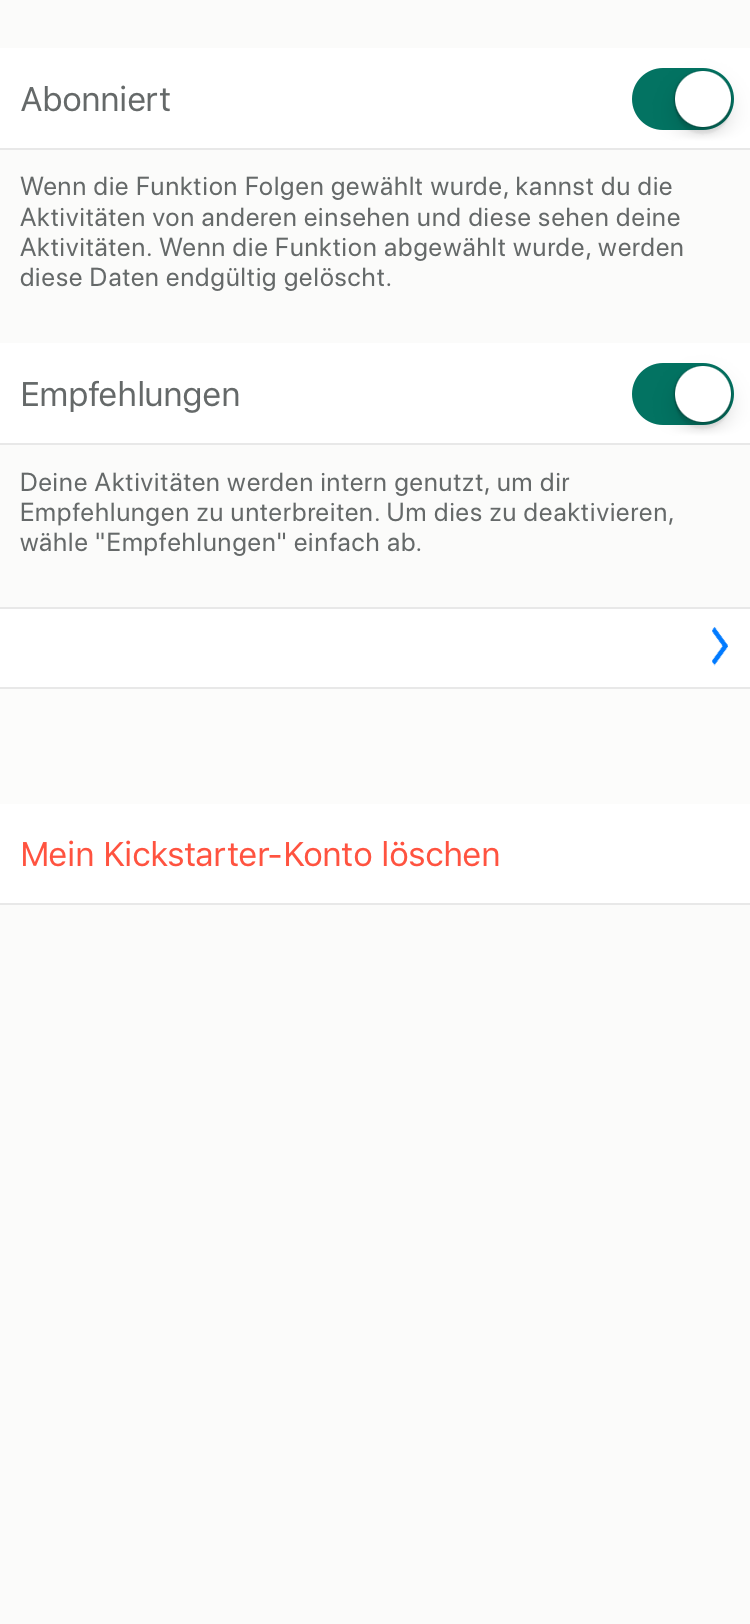 Abonniert
Wenn die Funktion Folgen gewählt wurde, kannst du die
Aktivitäten von anderen einsehen und diese sehen deine
Aktivitäten. Wenn die Funktion abgewählt wurde, werden
diese Daten endgültig gelöscht.
Empfehlungen
Deine Aktivitäten werden intern genutzt, um dir
Empfehlungen zu unterbreiten. Um dies zu deaktivieren,
wähle "Empfehlungen" einfach ab.
Mein Kickstarter-Konto löschen